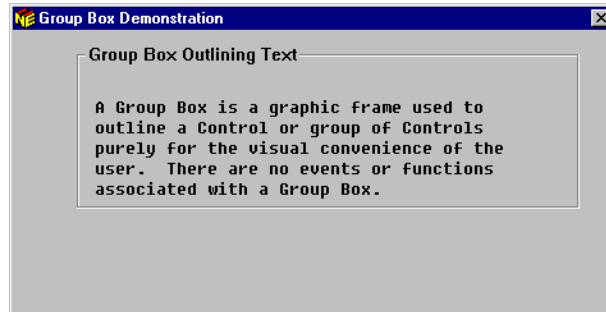 Group Box Demonstration
Group Box Outlining Text
A Group Box is a graphic frame used to
outline a Control or group of Controls
purely for the visual convenience of the
user.  There are no events or functions
associated with a Group Box.